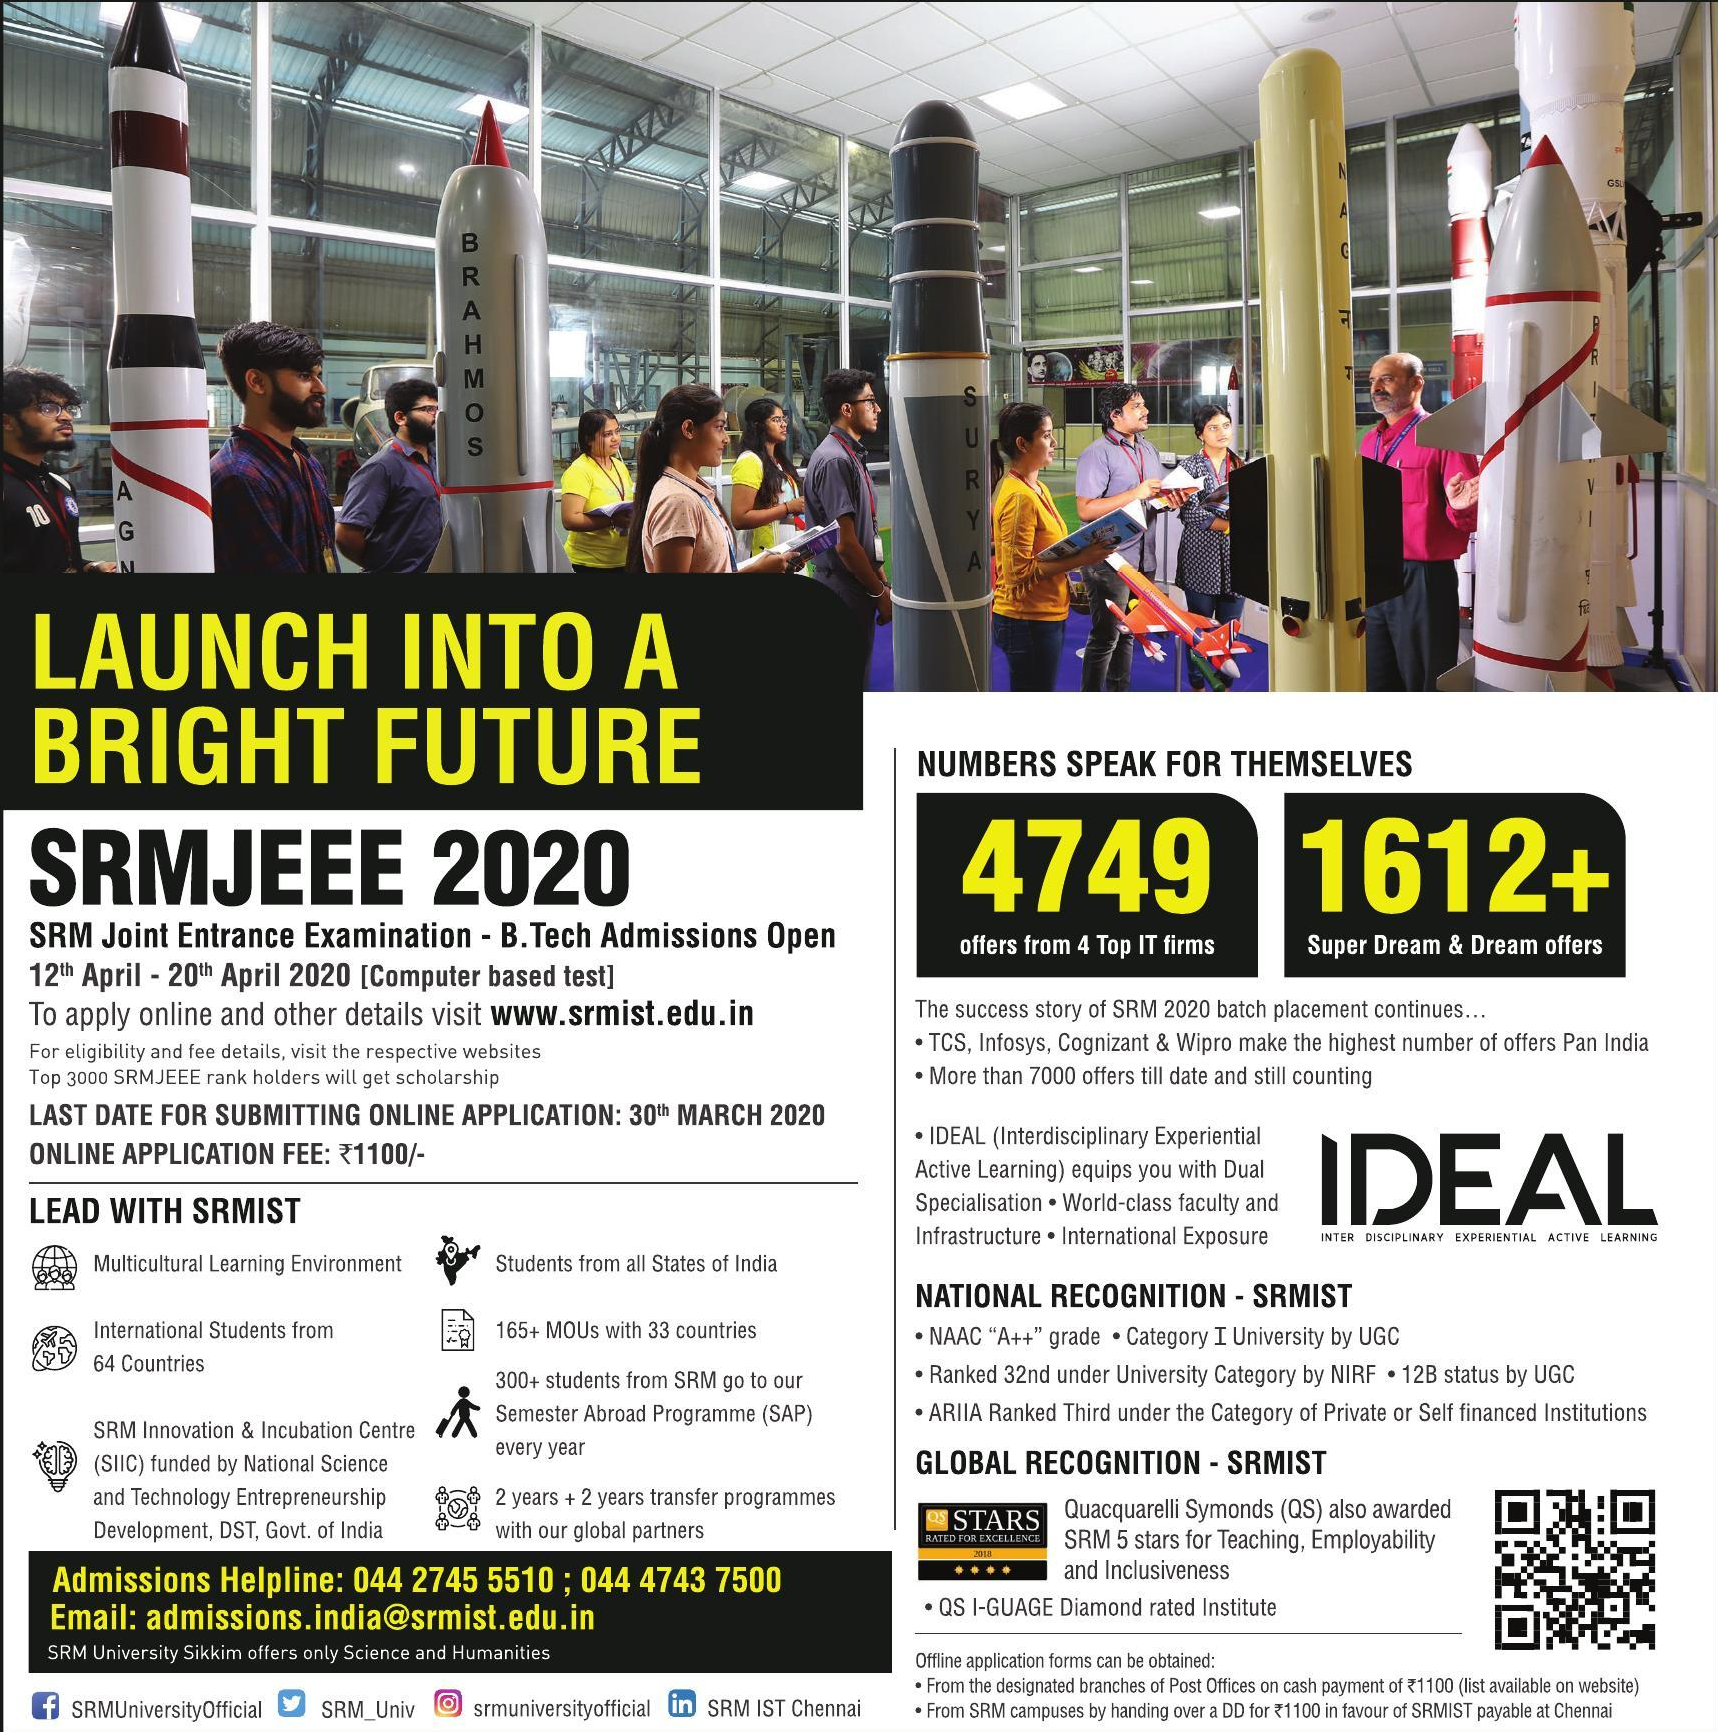 AGN
BRAHMOS
SURYA
NAG
न
ग
GSL
LAUNCH INTO A
BRIGHT FUTURE
SRMJEEE 2020
SRM Joint Entrance Examination - B.Tech Admissions Open
12th April - 20th April 2020 [Computer based test]
To apply online and other details visit www.srmist.edu.in
For eligibility and fee details, visit the respective websites
Top 3000 SRMJEEE rank holders will get scholarship
LAST DATE FOR SUBMITTING ONLINE APPLICATION: 30th MARCH 2020
ONLINE APPLICATION FEE: ₹1100/-
LEAD WITH SRMIST
Multicultural Learning Environment
Students from all States of India
International Students from
64 Countries
165+ MOUs with 33 countries
SRM Innovation & Incubation Centre
(SIIC) funded by National Science
and Technology Entrepreneurship
Development, DST, Govt. of India
300+ students from SRM go to our
Semester Abroad Programme (SAP)
every year
2 years + 2 years transfer programmes
with our global partners
Admissions Helpline: 044 2745 5510 ; 044 4743 7500
Email: admissions.india@srmist.edu.in
SRM University Sikkim offers only Science and Humanities
SRMUniversityOfficial SRM_Univ srmuniversityofficial SRM IST Chennai
NUMBERS SPEAK FOR THEMSELVES
4749
offers from 4 Top IT firms
1612+
Super Dream & Dream offers
The success story of SRM 2020 batch placement continues...
• TCS, Infosys, Cognizant & Wipro make the highest number of offers Pan India
• More than 7000 offers till date and still counting
• IDEAL (Interdisciplinary Experiential
Active Learning) equips you with Dual
Specialisation • World-class faculty and
Infrastructure • International Exposure
IDEAL
INTER DISCIPLINARY EXPERIENTIAL ACTIVE LEARNING
NATIONAL RECOGNITION - SRMIST
• NAAC “A++” grade • Category I University by UGC
• Ranked 32nd under University Category by NIRF • 12B status by UGC
• ARIIA Ranked Third under the Category of Private or Self financed Institutions
GLOBAL RECOGNITION - SRMIST
QS STARS
RATED FOR EXCELLENCE
2018
Quacquarelli Symonds (QS) also awarded
SRM 5 stars for Teaching, Employability
and Inclusiveness
• QS I-GUAGE Diamond rated Institute
Offline application forms can be obtained:
• From the designated branches of Post Offices on cash payment of ₹1100 (list available on website)
• From SRM campuses by handing over a DD for ₹1100 in favour of SRMIST payable at Chennai